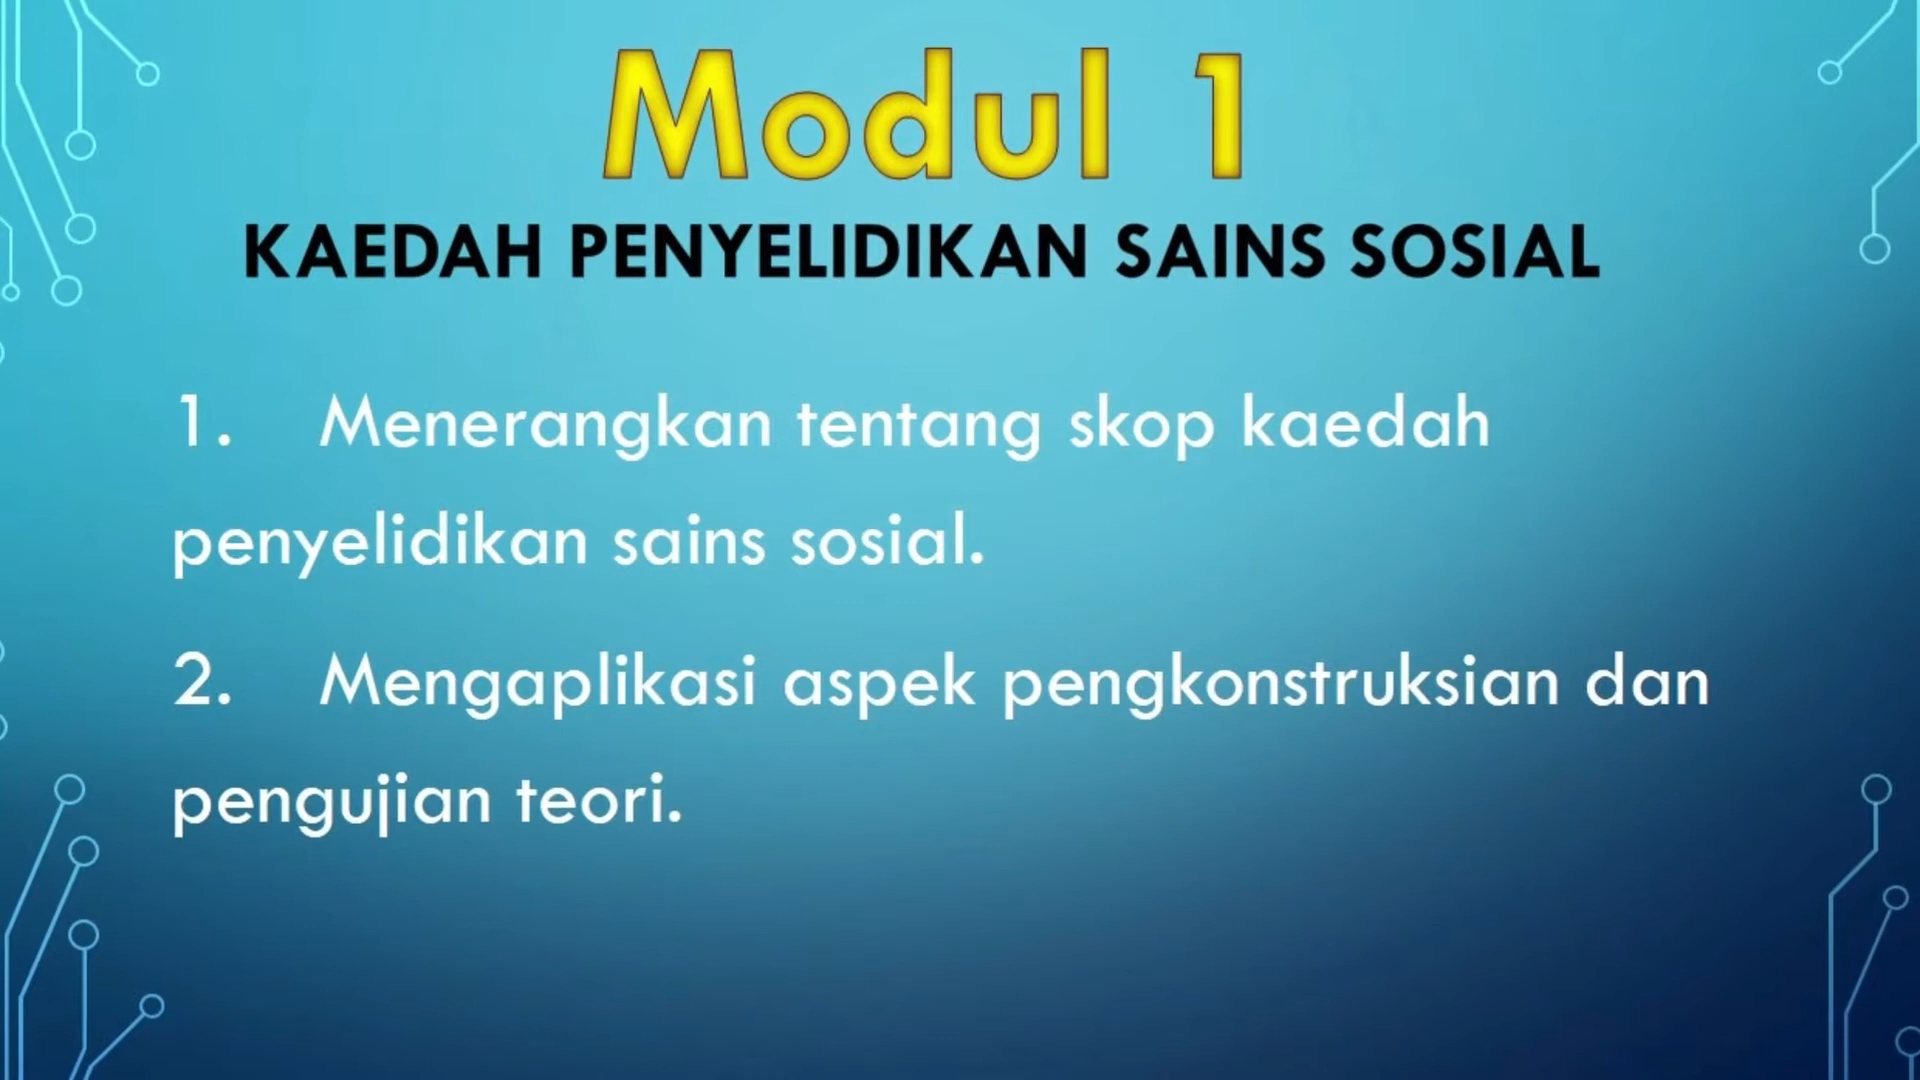 Modul 1
KAEDAH PENYELIDIKAN SAINS SOSIAL
1. Menerangkan tentang skop kaedah
penyelidikan sains sosial.
2. Mengaplikasi aspek pengkonstruksian dan
pengujian teori.